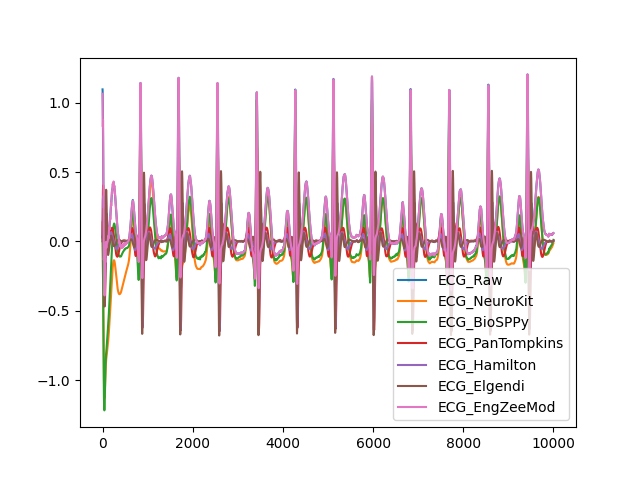 1.0
0.5
0.0
−0.5
−1.0
0
2000
4000
6000
8000
10000
ECG_Raw
ECG_NeuroKit
ECG_BioSPPy
ECG_PanTompkins
ECG_Hamilton
ECG_Elgendi
ECG_EngZeeMod